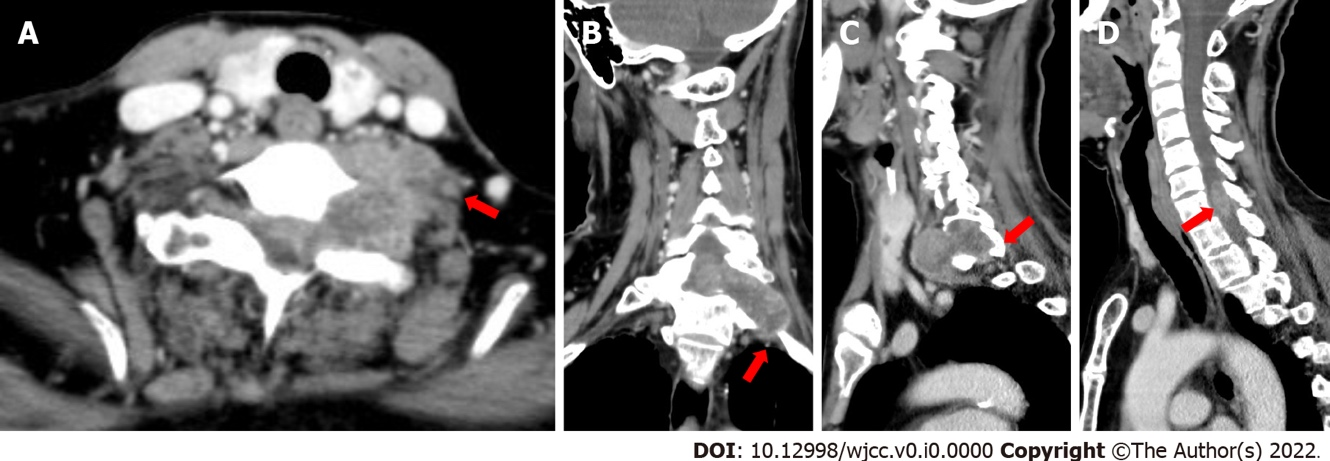 A
B
C
D
DOI: 10.12998/wjcc.v0.i0.0000 Copyright ©The Author(s) 2022.